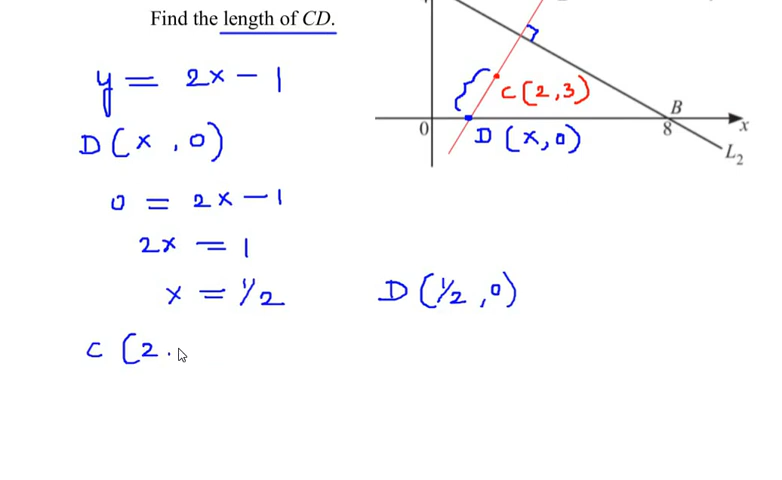 Find the length of CD.
y = 2x - 1
D(x, 0)
0 = 2x - 1
2x = 1
x = 1/2
D(1/2, 0)
C (2 .
C(2, 3)
B
0
D(x, 0)
8
x
L₂